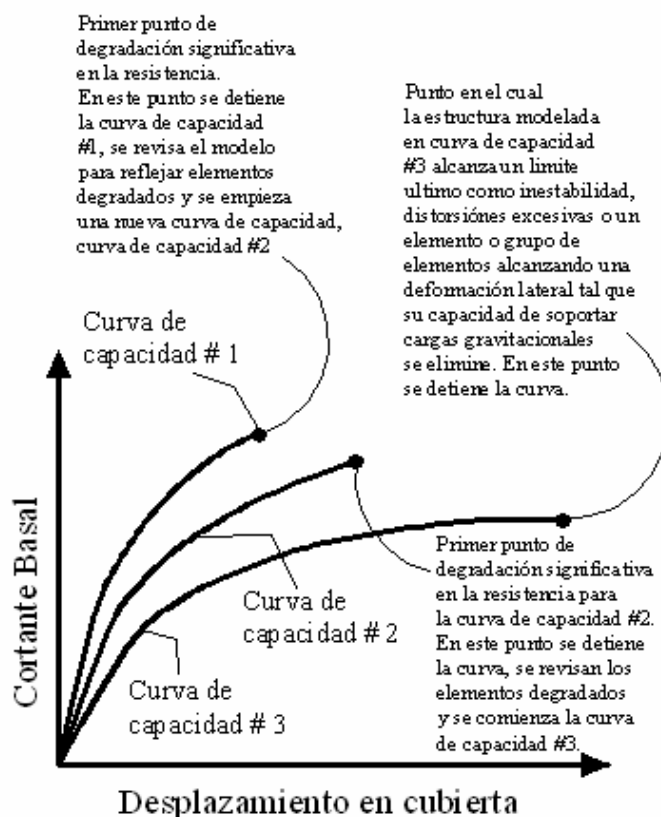 Primer punto de
degradación significativa
en la resistencia.
En este punto se detiene
la curva de capacidad
#1, se revisa el modelo
para reflejar elementos
degradados y se empieza
una nueva curva de capacidad,
curva de capacidad #2
Punto en el cual
la estructura modelada
en curva de capacidad
#3 alcanza un limite
ultimo como inestabilidad,
distorsiónes excesivas o un
elemento o grupo de
elementos alcanzando una
deformación lateral tal que
su capacidad de soportar
cargas gravitacionales
se elimine. En este punto
se detiene la curva.
Curva de
capacidad # 1
Curva de
capacidad # 2
Curva de
capacidad # 3
Primer punto de
degradación significativa
en la resistencia para
la curva de capacidad #2.
En este punto se detiene
la curva, se revisan los
elementos degradados
y se comienza la curva
de capacidad #3.
Cortante Basal
Desplazamiento en cubierta